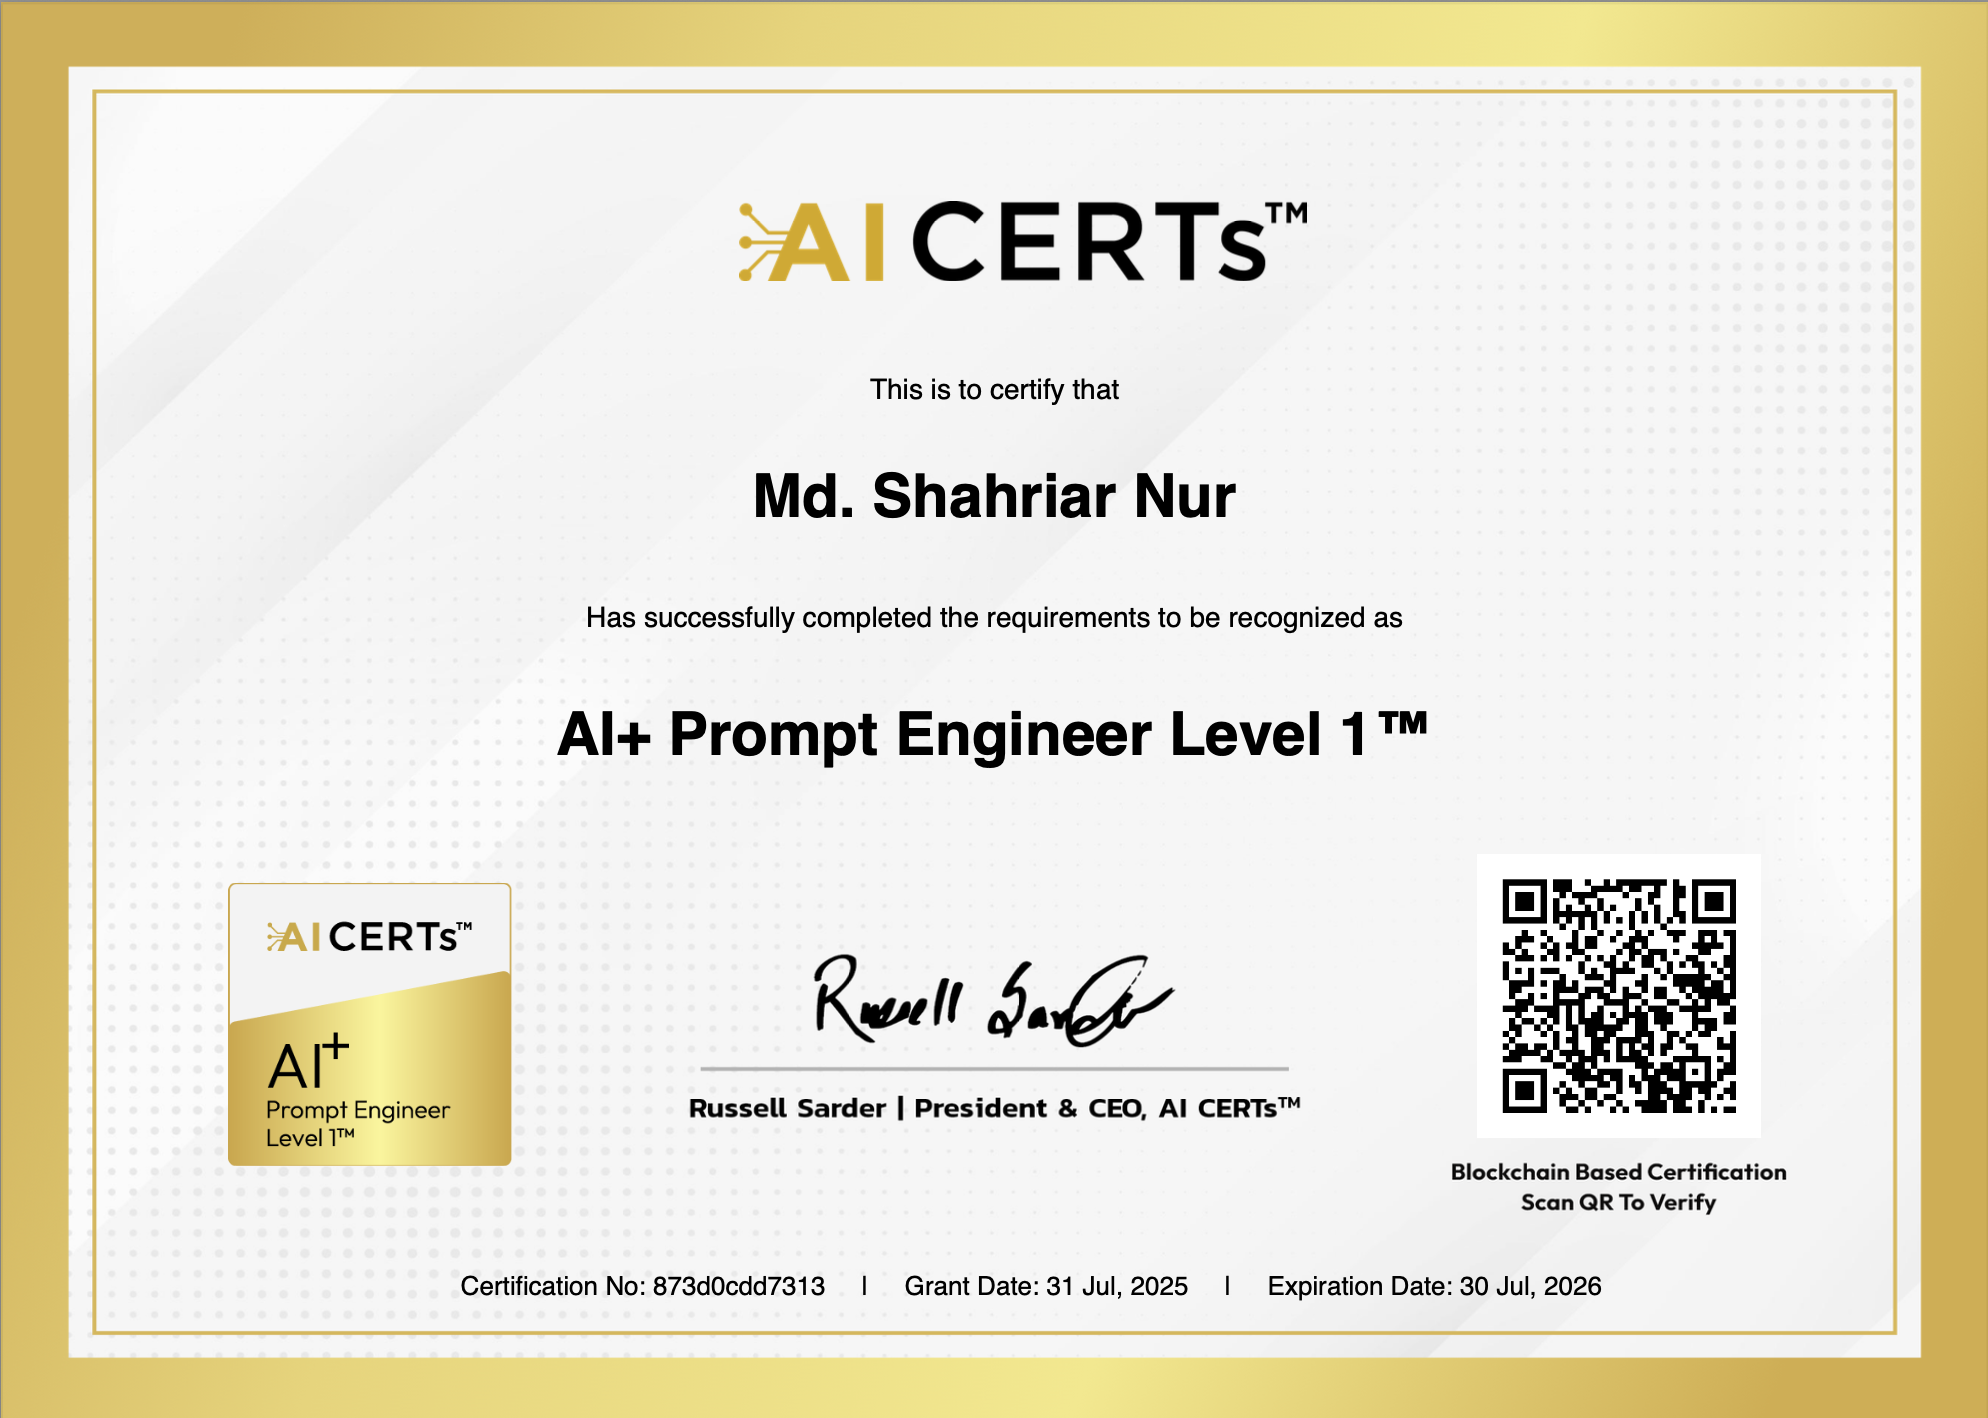 AI CERTs™
This is to certify that
Md. Shahriar Nur
Has successfully completed the requirements to be recognized as
AI+ Prompt Engineer Level 1™
AI CERTs™
AI+
Prompt Engineer
Level 1™
Russell Sarder
Russell Sarder | President & CEO, AI CERTs™
Blockchain Based Certification
Scan QR To Verify
Certification No: 873d0cdd7313 | Grant Date: 31 Jul, 2025 | Expiration Date: 30 Jul, 2026